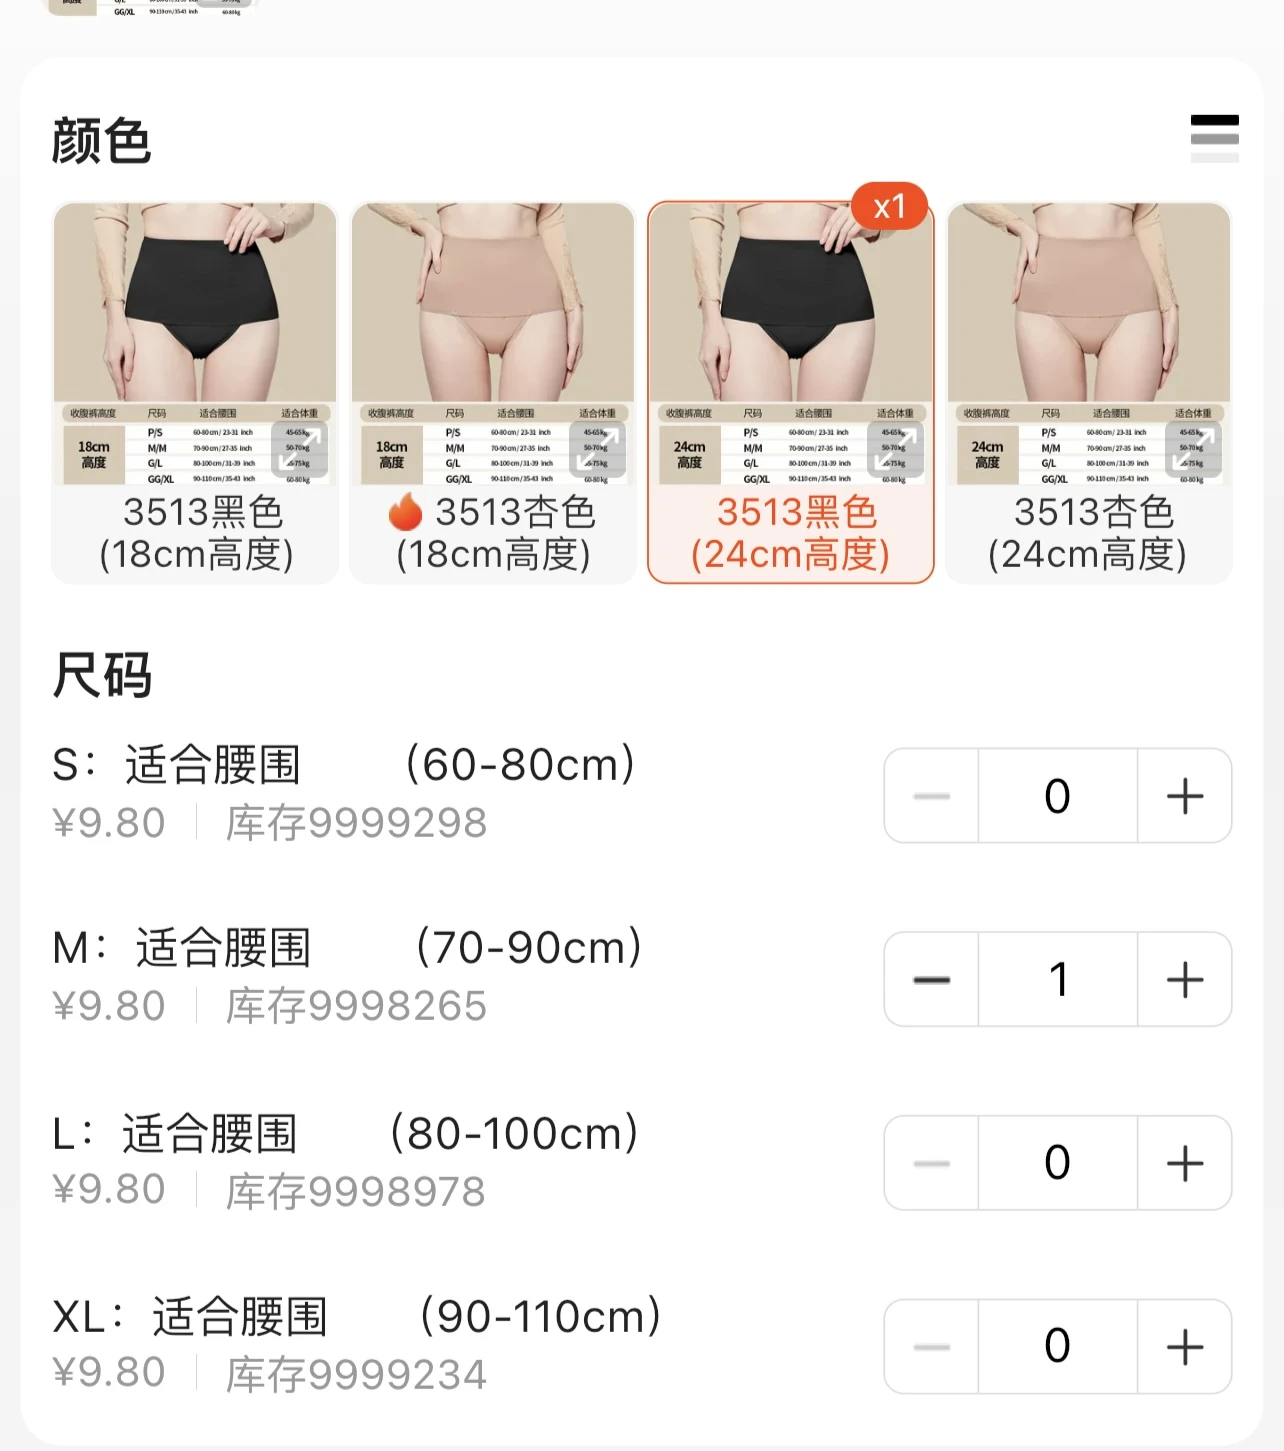 GG/XL 90-110cm/35-43 inch 60-80kg
颜色
x1
收腹裤高度 尺码 适合腰围 适合体重
18cm
高度
P/S 60-80cm/ 23-31 inch 45-65kg
M/M 70-90cm/27-35 inch 50-70kg
G/L 80-100cm/31-39 inch 55-75kg
GG/XL 90-110cm/35-43 inch 60-80kg
3513黑色
(18cm高度)
收腹裤高度 尺码 适合腰围 适合体重
18cm
高度
P/S 60-80cm/ 23-31 inch 45-65kg
M/M 70-90cm/27-35 inch 50-70kg
G/L 80-100cm/31-39 inch 55-75kg
GG/XL 90-110cm/35-43 inch 60-80kg
🔥 3513杏色
(18cm高度)
收腹裤高度 尺码 适合腰围 适合体重
24cm
高度
P/S 60-80cm/ 23-31 inch 45-65kg
M/M 70-90cm/27-35 inch 50-70kg
G/L 80-100cm/31-39 inch 55-75kg
GG/XL 90-110cm/35-43 inch 60-80kg
3513黑色
(24cm高度)
收腹裤高度 尺码 适合腰围 适合体重
24cm
高度
P/S 60-80cm/ 23-31 inch 45-65kg
M/M 70-90cm/27-35 inch 50-70kg
G/L 80-100cm/31-39 inch 55-75kg
GG/XL 90-110cm/35-43 inch 60-80kg
3513杏色
(24cm高度)
尺码
S：适合腰围 （60-80cm）
¥9.80 库存9999298
0
M：适合腰围 （70-90cm）
¥9.80 库存9998265
1
L：适合腰围 （80-100cm）
¥9.80 库存9998978
0
XL：适合腰围 （90-110cm）
¥9.80 库存9999234
0